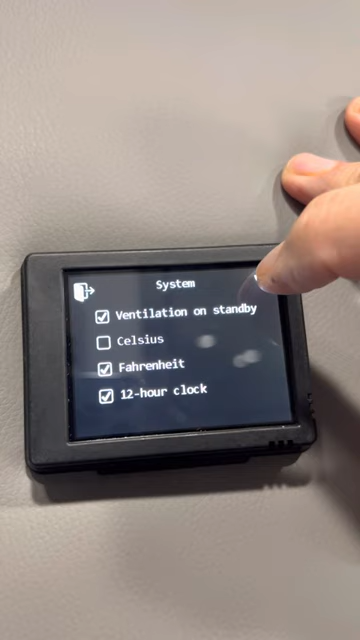 System
Ventilation on standby
Celsius
Fahrenheit
12-hour clock